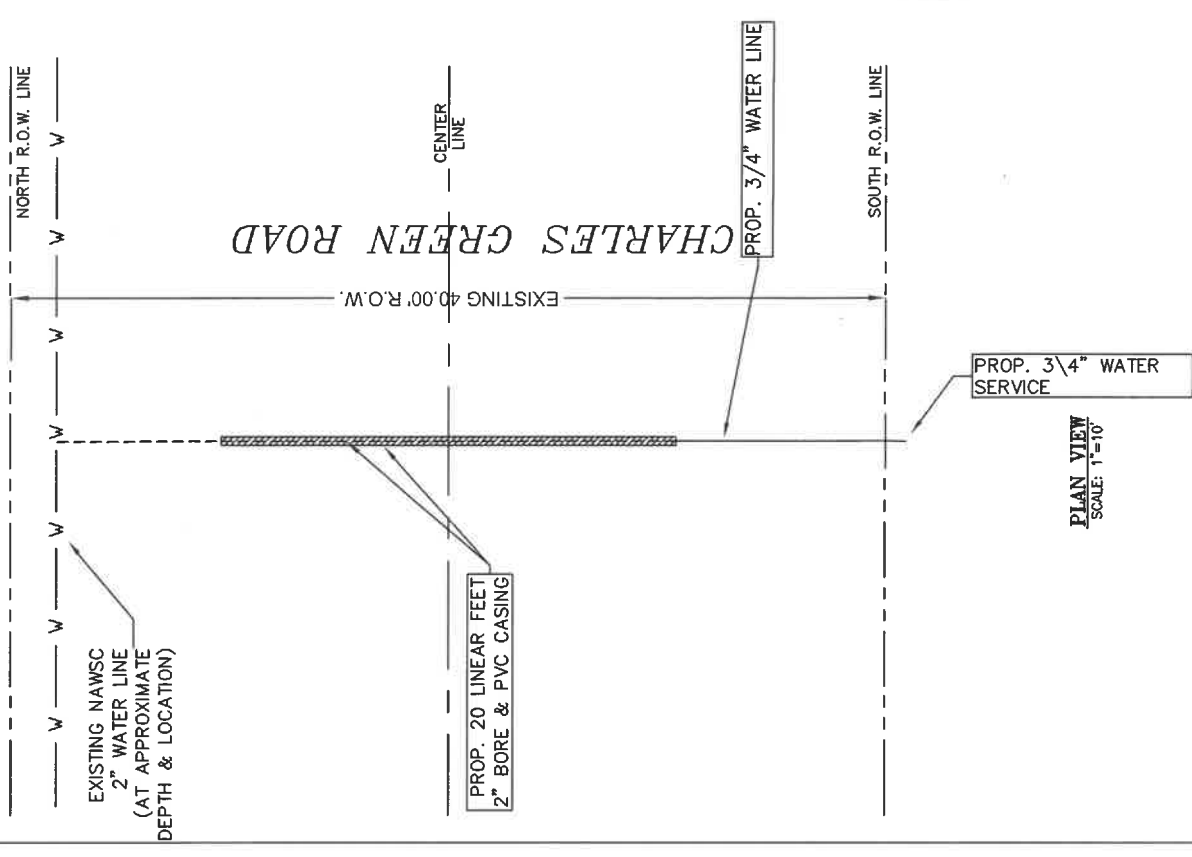 NORTH R.O.W. LINE
W W W W W W W
EXISTING NAWSC
2" WATER LINE
(AT APPROXIMATE
DEPTH & LOCATION)
CENTER
LINE
CHARLES GREEN ROAD
EXISTING 40.00' R.O.W.
PROP. 3/4" WATER LINE
PROP. 20 LINEAR FEET
2" BORE & PVC CASING
SOUTH R.O.W. LINE
PROP. 3\4" WATER
SERVICE
PLAN VIEW
SCALE: 1"=10'